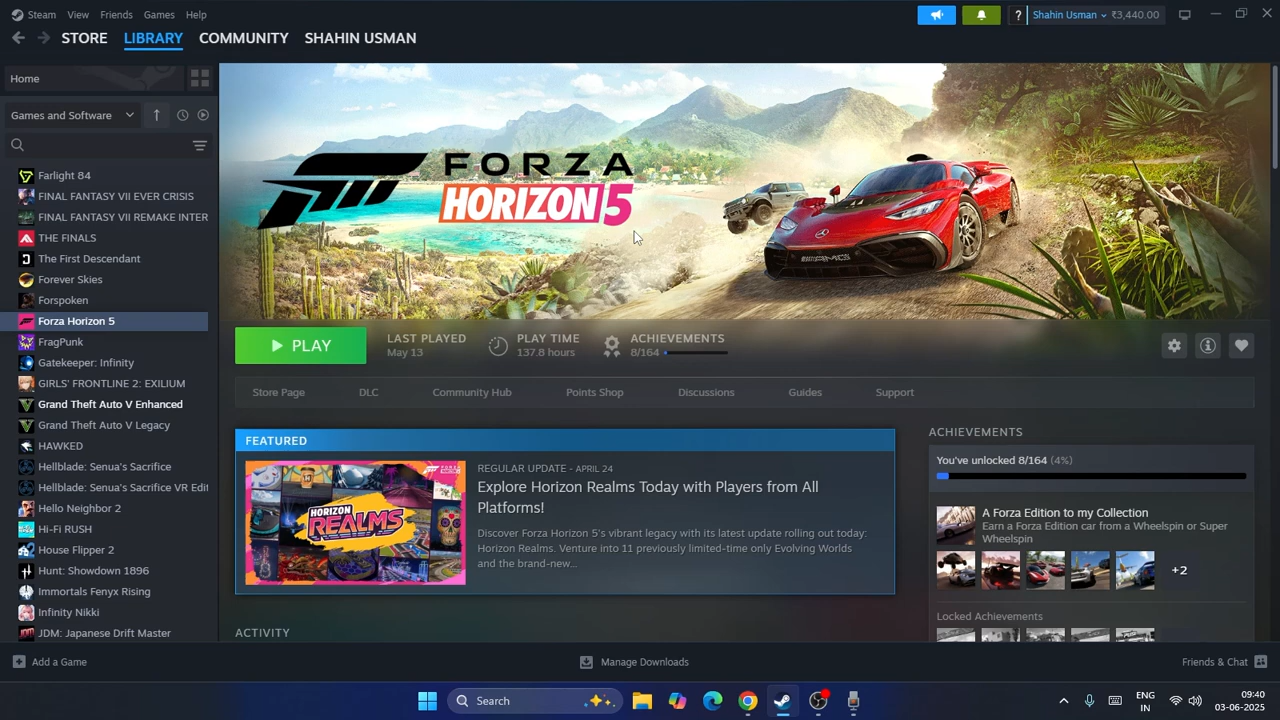 Steam View Friends Games Help
? Shahin Usman ₹3,440.00
STORE LIBRARY COMMUNITY SHAHIN USMAN
Home
Games and Software
Farlight 84
FINAL FANTASY VII EVER CRISIS
FINAL FANTASY VII REMAKE INTER
THE FINALS
The First Descendant
Forever Skies
Forspoken
Forza Horizon 5
FragPunk
Gatekeeper: Infinity
GIRLS' FRONTLINE 2: EXILIUM
Grand Theft Auto V Enhanced
Grand Theft Auto V Legacy
HAWKED
Hellblade: Senua's Sacrifice
Hellblade: Senua's Sacrifice VR Edit
Hello Neighbor 2
Hi-Fi RUSH
House Flipper 2
Hunt: Showdown 1896
Immortals Fenyx Rising
Infinity Nikki
JDM: Japanese Drift Master
FORZA
HORIZON 5
PLAY
LAST PLAYED
May 13
PLAY TIME
137.8 hours
ACHIEVEMENTS
8/164
Store Page DLC Community Hub Points Shop Discussions Guides Support
FEATURED
HORIZON
REALMS
REGULAR UPDATE - APRIL 24
Explore Horizon Realms Today with Players from All
Platforms!
Discover Forza Horizon 5's vibrant legacy with its latest update rolling out today:
Horizon Realms. Venture into 11 previously limited-time only Evolving Worlds
and the brand-new...
ACTIVITY
ACHIEVEMENTS
You've unlocked 8/164 (4%)
A Forza Edition to my Collection
Earn a Forza Edition car from a Wheelspin or Super
Wheelspin
+2
Locked Achievements
Add a Game
Manage Downloads
Friends & Chat
Search
ENG
IN
09:40
03-06-2025